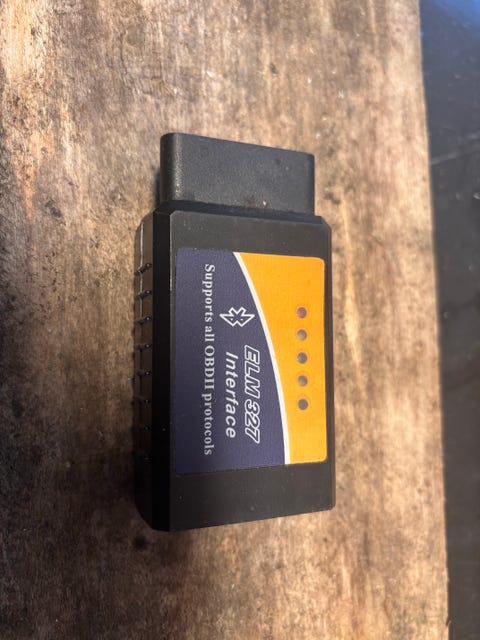 ELM 327
Interface
Supports all OBDII protocols